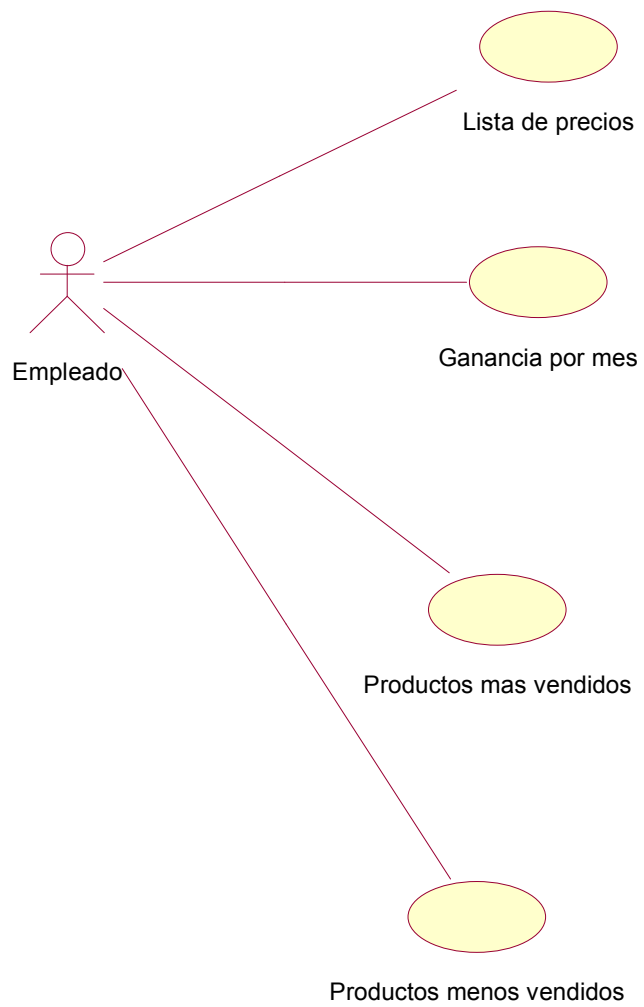 Lista de precios
Ganancia por mes
Empleado
Productos mas vendidos
Productos menos vendidos